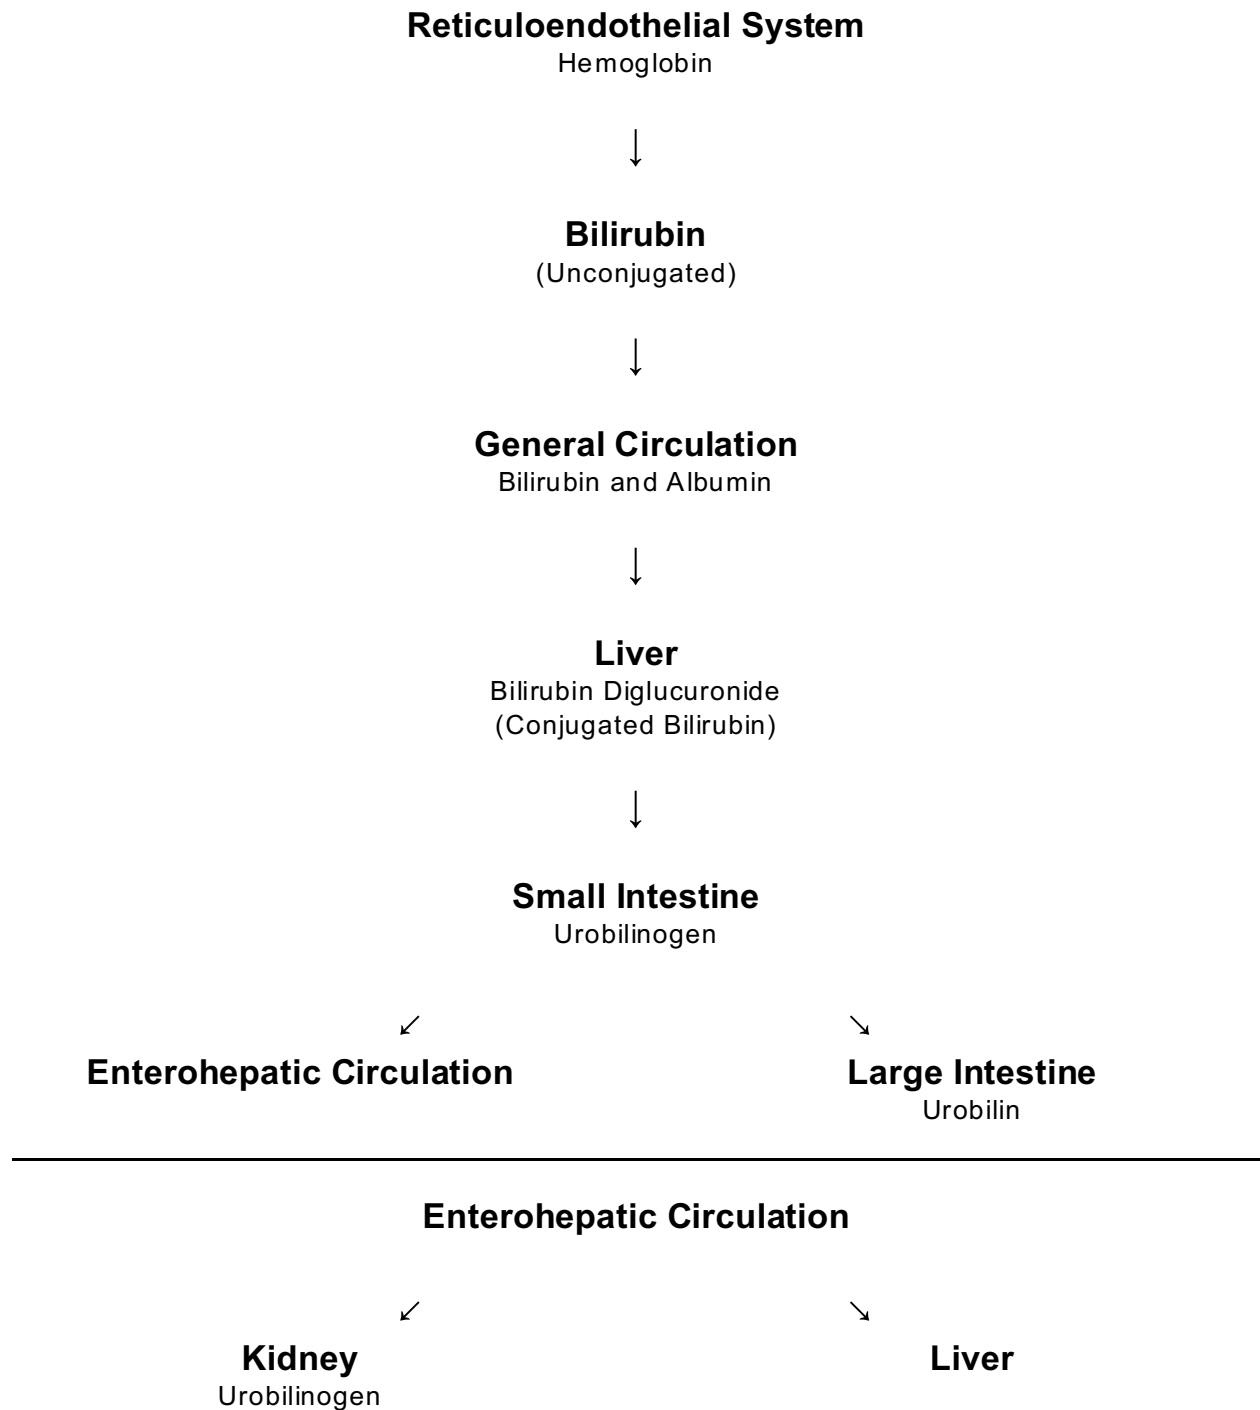 Reticuloendothelial System
Hemoglobin
↓
Bilirubin
(Unconjugated)
↓
General Circulation
Bilirubin and Albumin
↓
Liver
Bilirubin Diglucuronide
(Conjugated Bilirubin)
↓
Small Intestine
Urobilinogen
↙ ↘
Enterohepatic Circulation Large Intestine
Urobilin
Enterohepatic Circulation
↙ ↘
Kidney Liver
Urobilinogen